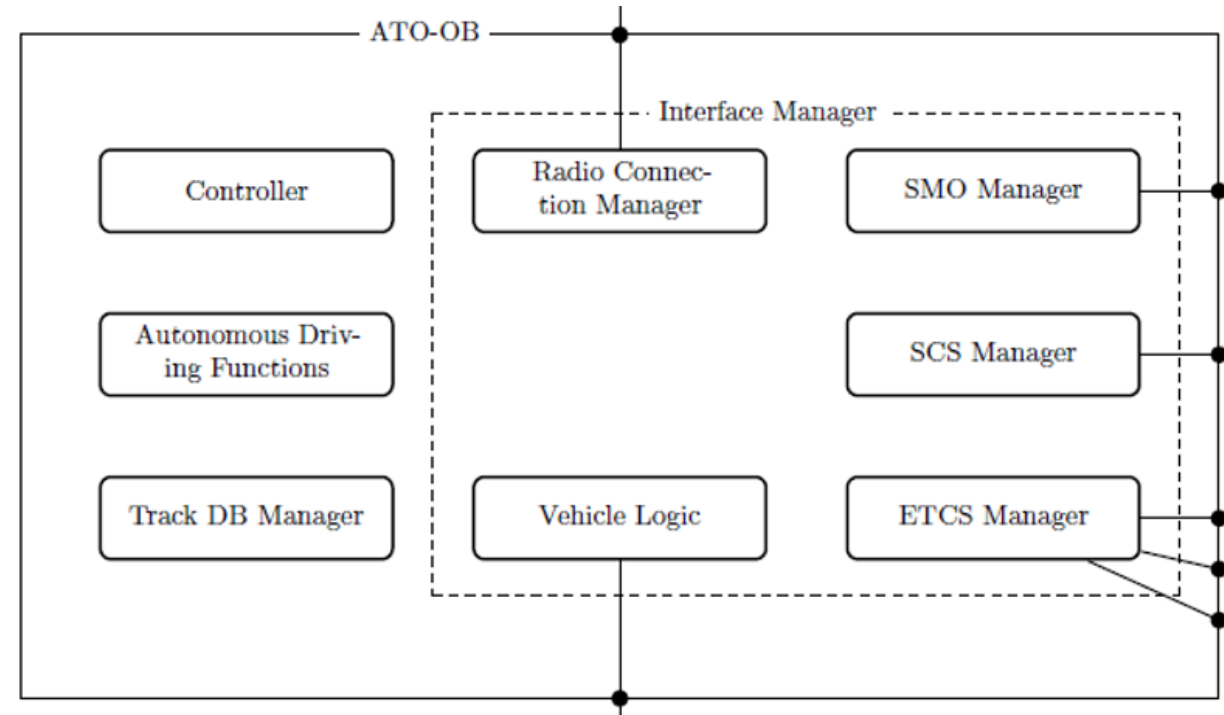 ATO-OB
Interface Manager
Controller
Radio Connec-
tion Manager
SMO Manager
Autonomous Driv-
ing Functions
SCS Manager
Track DB Manager
Vehicle Logic
ETCS Manager